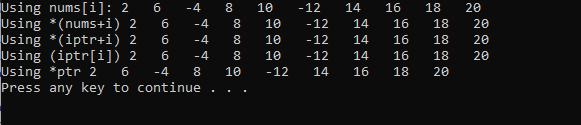 Using nums[i]: 2   6   -4   8   10   -12   14   16   18   20
Using *(nums+i) 2   6   -4   8   10   -12   14   16   18   20
Using *(iptr+i) 2   6   -4   8   10   -12   14   16   18   20
Using (iptr[i]) 2   6   -4   8   10   -12   14   16   18   20
Using *ptr 2   6   -4   8   10   -12   14   16   18   20
Press any key to continue . . .